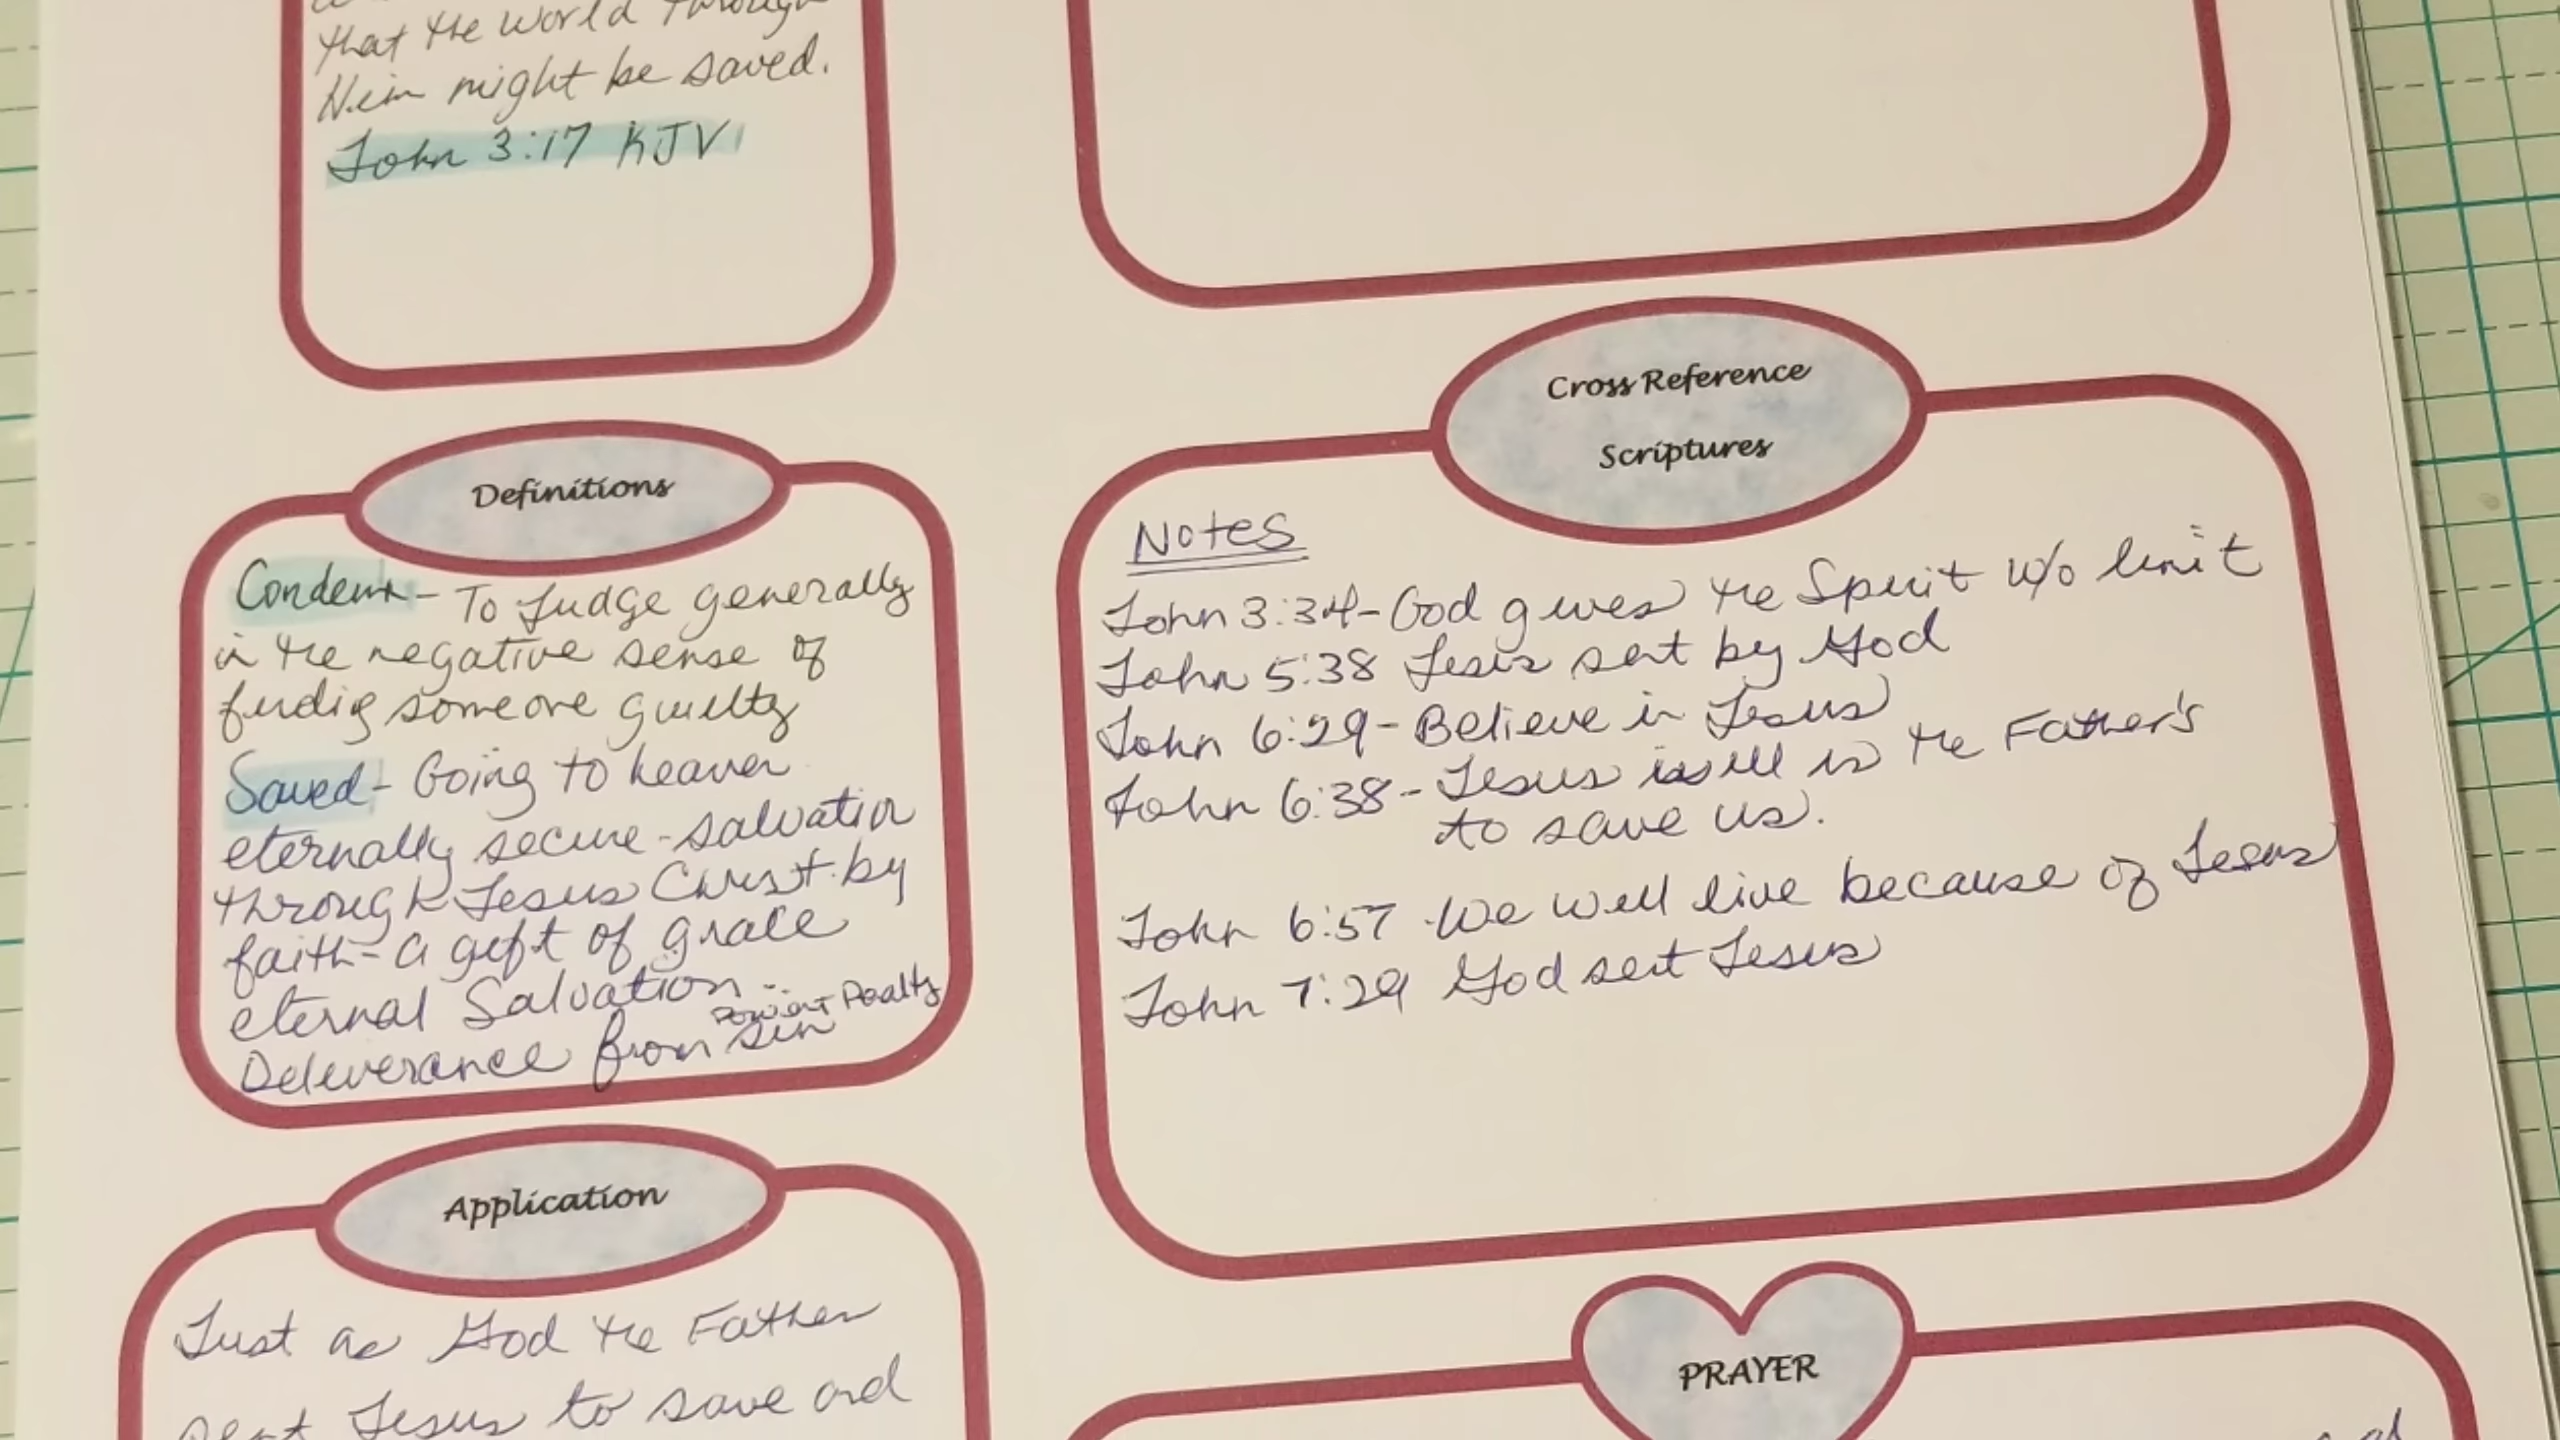 that the world through
Him might be saved.
John 3:17 KJV
Definitions
Condemn- To Judge generally
in the negative sense of
finding someone guilty
Saved- Going to heaven
eternally secure - salvation
through Jesus Christ by
faith - a gift of grace
eternal Salvation
Penalty
Deliverance from sin
Application
Just as God the Father
sent Jesus to save and
Cross Reference
Scriptures
Notes
John 3:34-God gives the Spirit w/o limit
John 5:38 Jesus sent by God
John 6:29-Believe in Jesus
John 6:38-Jesus will is the Father's
to save us.
John 6:57 We will live because of Jesus
John 7:29 God sent Jesus
PRAYER